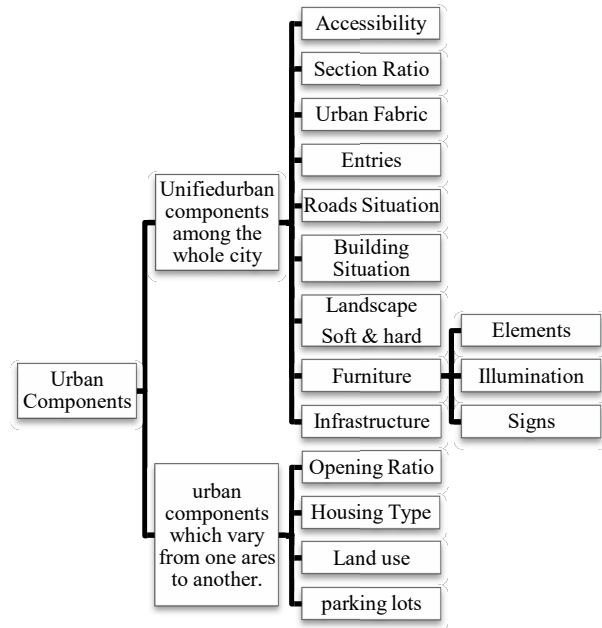 Urban
Components
Unifiedurban
components
among the
whole city
Accessibility
Section Ratio
Urban Fabric
Entries
Roads Situation
Building
Situation
Landscape
Soft & hard
Furniture
Elements
Illumination
Signs
Infrastructure
urban
components
which vary
from one ares
to another.
Opening Ratio
Housing Type
Land use
parking lots